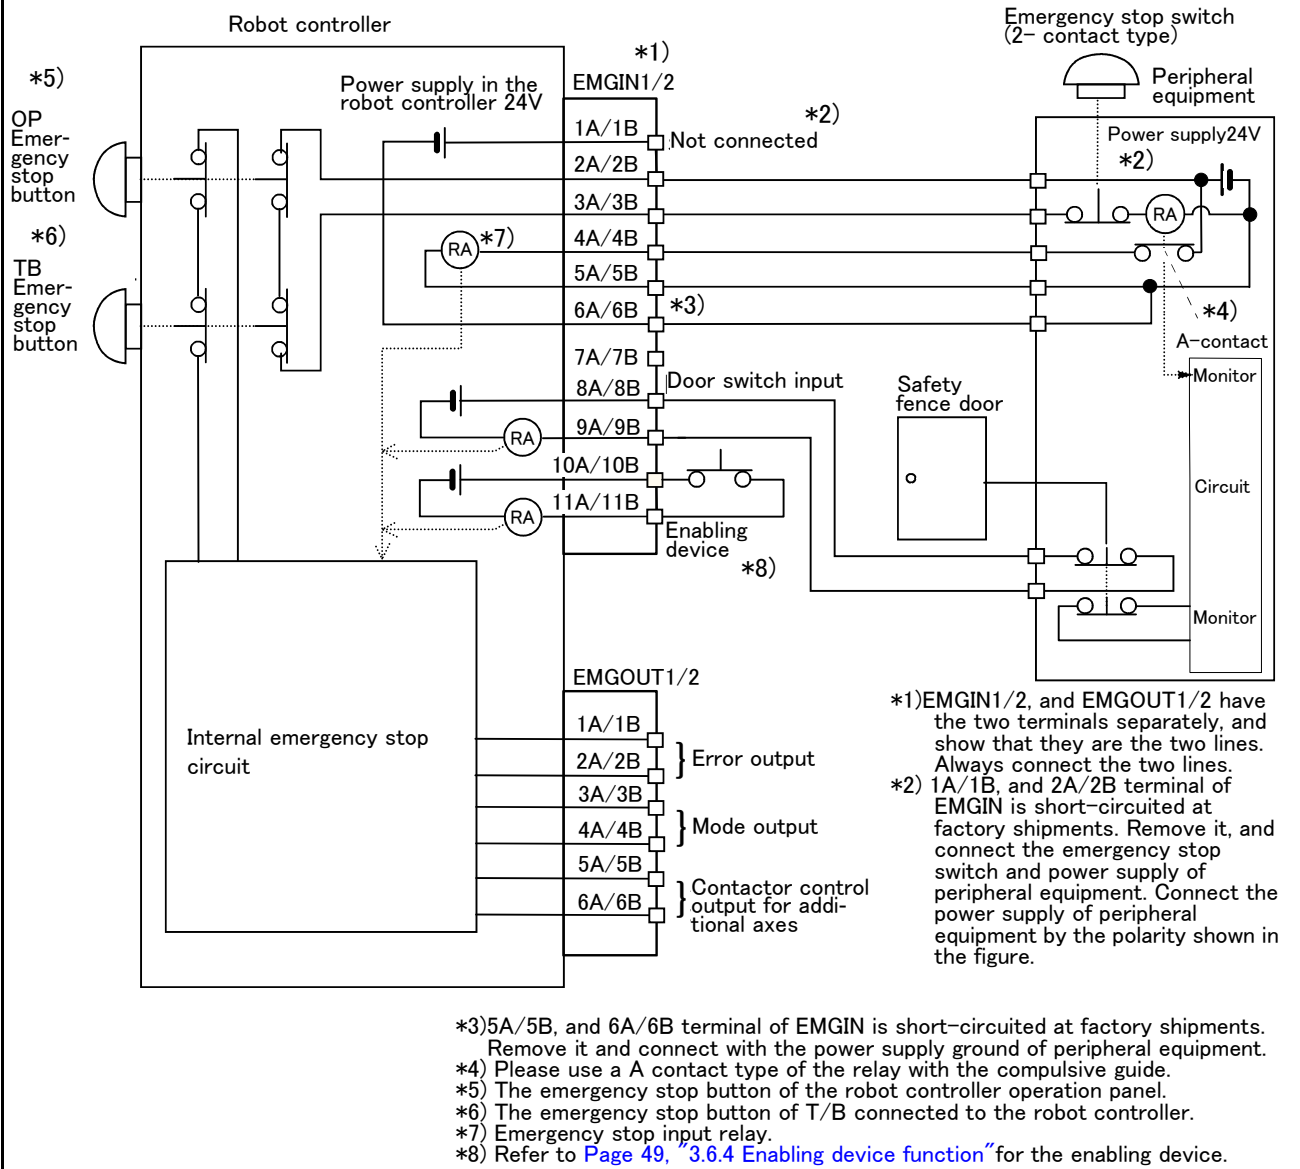 Robot controller
Emergency stop switch
(2- contact type)
*1)
*5)
Power supply in the
robot controller 24V
EMGIN1/2
Peripheral
equipment
*2)
OP
Emer-
gency
stop
button
1A/1B
Not connected
Power supply24V
*2)
2A/2B
3A/3B
RA
*6)
4A/4B
RA
*7)
TB
Emer-
gency
stop
button
5A/5B
6A/6B
*3)
*4)
A-contact
7A/7B
Door switch input
8A/8B
Safety
fence door
Monitor
9A/9B
RA
10A/10B
Circuit
11A/11B
RA
Enabling
device
*8)
Monitor
EMGOUT1/2
Internal emergency stop
circuit
1A/1B
2A/2B
Error output
3A/3B
4A/4B
Mode output
5A/5B
6A/6B
Contactor control
output for addi-
tional axes
*1)EMGIN1/2, and EMGOUT1/2 have
the two terminals separately, and
show that they are the two lines.
Always connect the two lines.
*2) 1A/1B, and 2A/2B terminal of
EMGIN is short-circuited at
factory shipments. Remove it, and
connect the emergency stop
switch and power supply of
peripheral equipment. Connect the
power supply of peripheral
equipment by the polarity shown in
the figure.
*3)5A/5B, and 6A/6B terminal of EMGIN is short-circuited at factory shipments.
Remove it and connect with the power supply ground of peripheral equipment.
*4) Please use a A contact type of the relay with the compulsive guide.
*5) The emergency stop button of the robot controller operation panel.
*6) The emergency stop button of T/B connected to the robot controller.
*7) Emergency stop input relay.
*8) Refer to Page 49, "3.6.4 Enabling device function"for the enabling device.